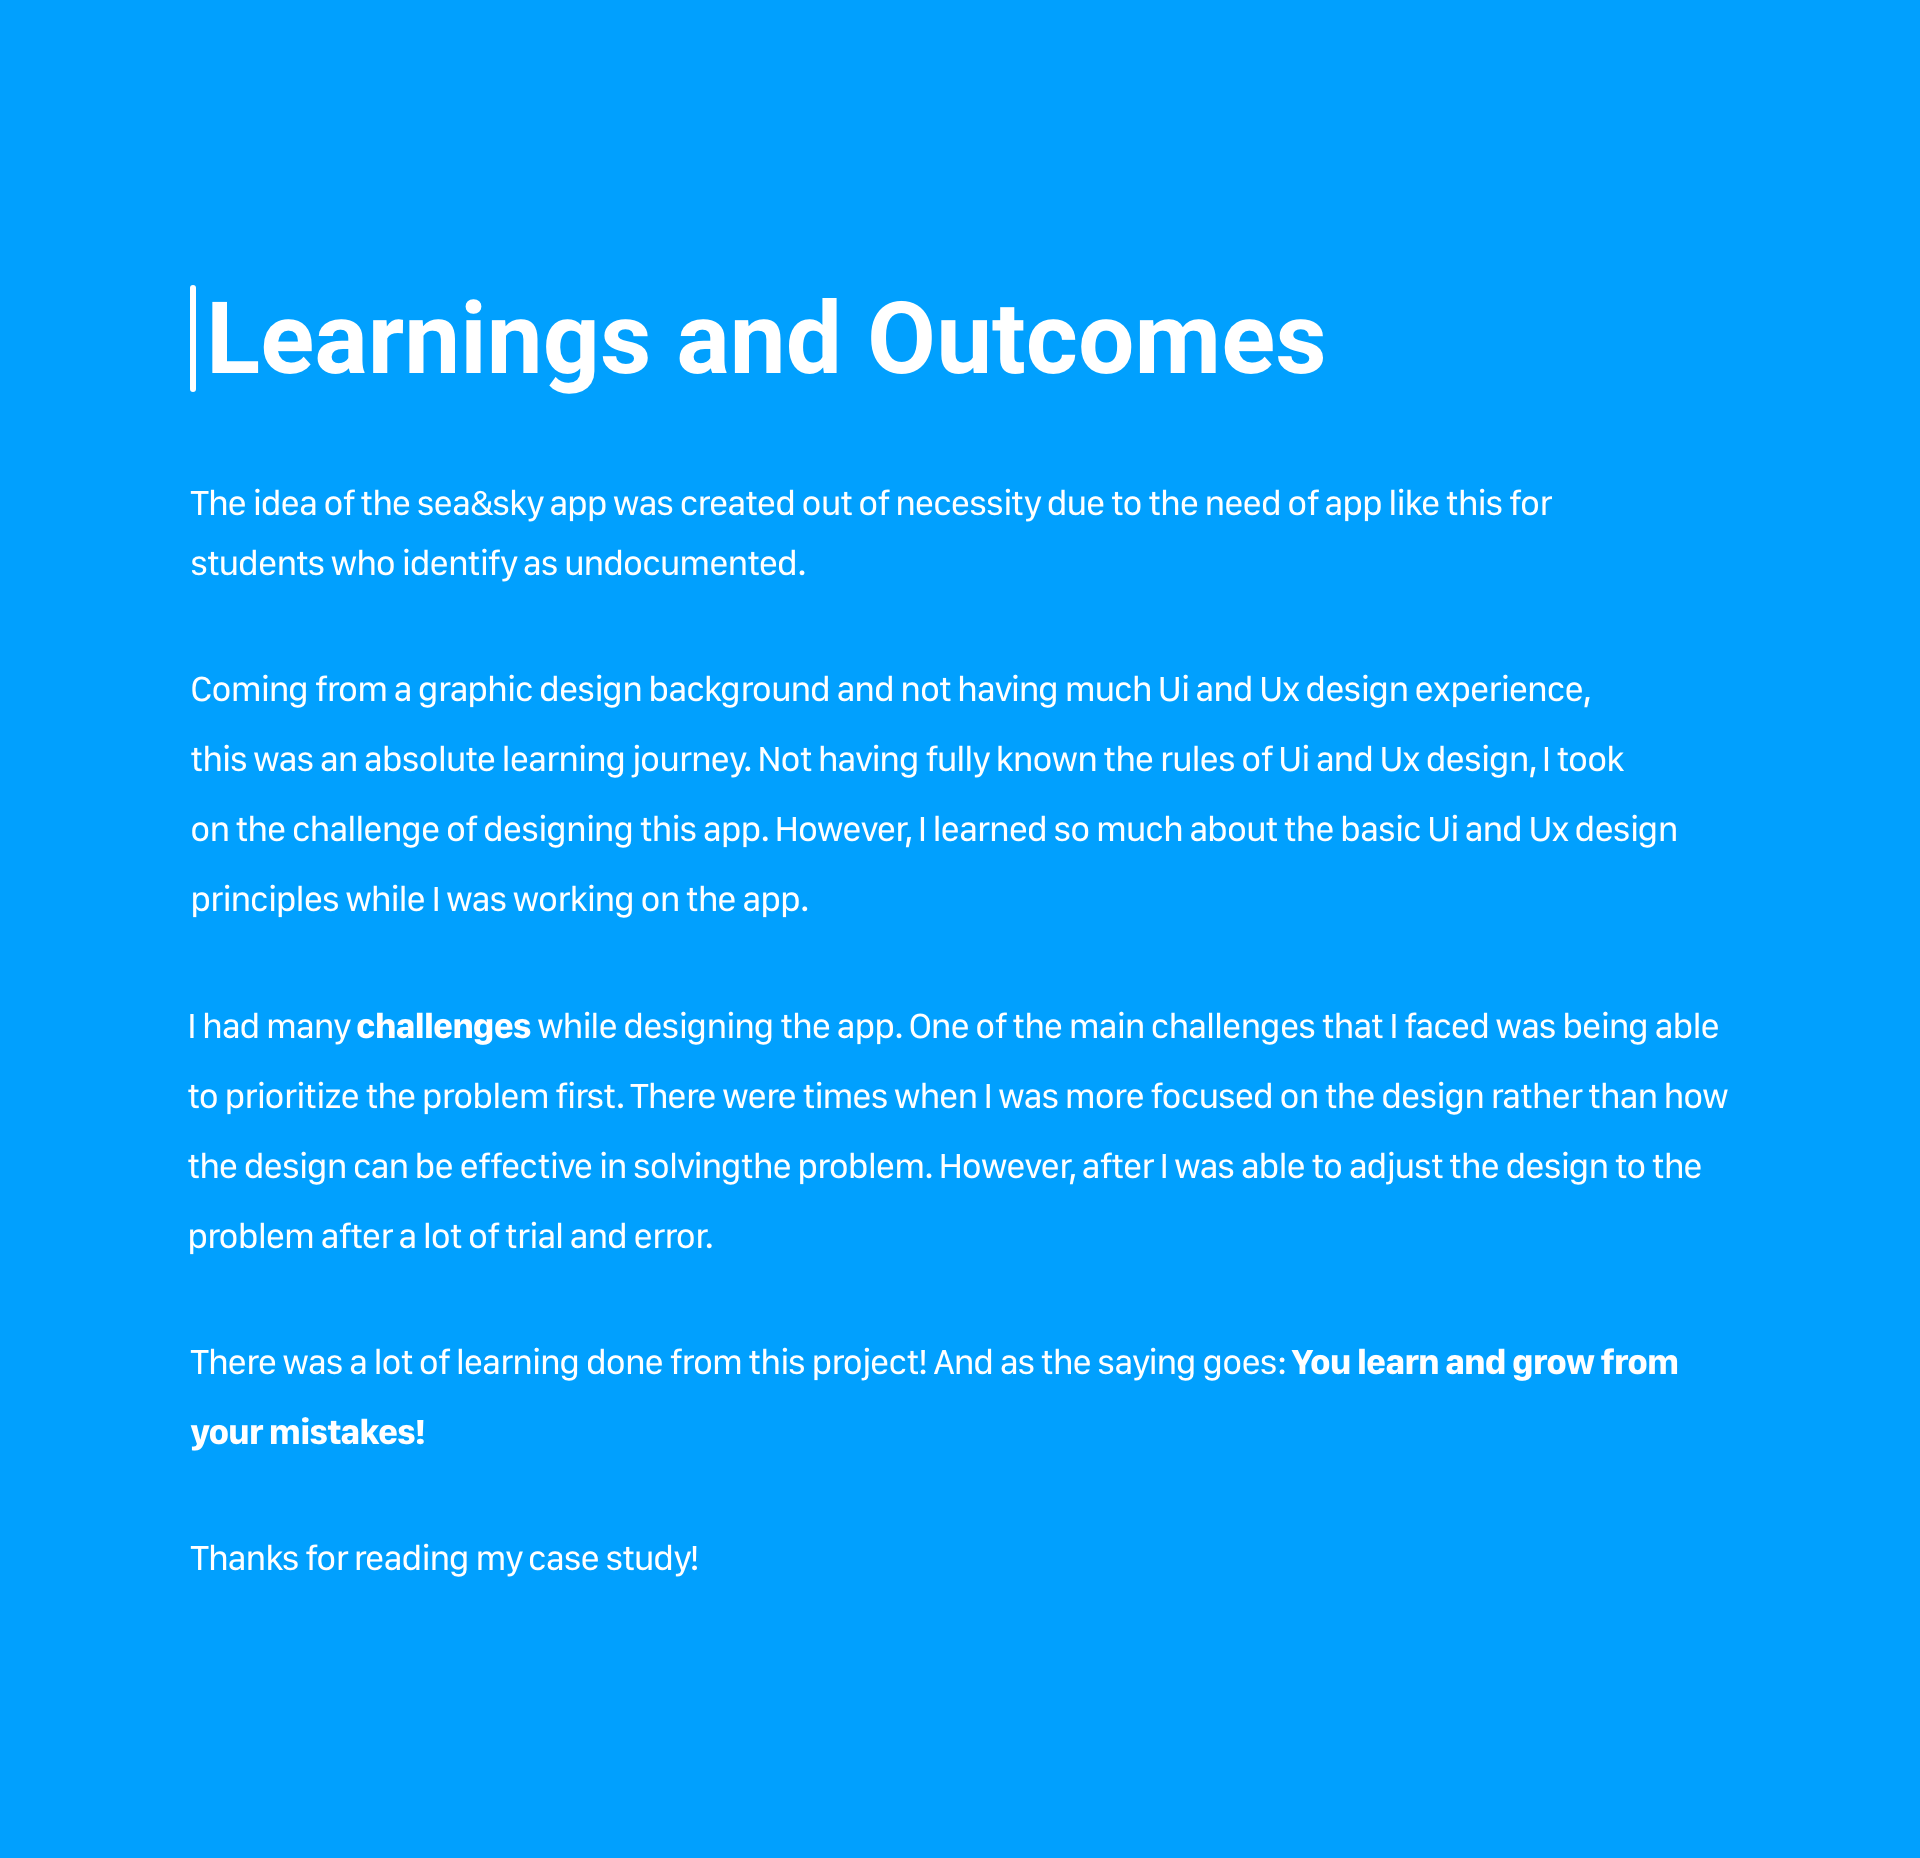 Learnings and Outcomes
The idea of the sea&sky app was created out of necessity due to the need of app like this for
students who identify as undocumented.
Coming from a graphic design background and not having much Ui and Ux design experience,
this was an absolute learning journey. Not having fully known the rules of Ui and Ux design, I took
on the challenge of designing this app. However, I learned so much about the basic Ui and Ux design
principles while I was working on the app.
I had many challenges while designing the app. One of the main challenges that I faced was being able
to prioritize the problem first. There were times when I was more focused on the design rather than how
the design can be effective in solvingthe problem. However, after I was able to adjust the design to the
problem after a lot of trial and error.
There was a lot of learning done from this project! And as the saying goes: You learn and grow from
your mistakes!
Thanks for reading my case study!